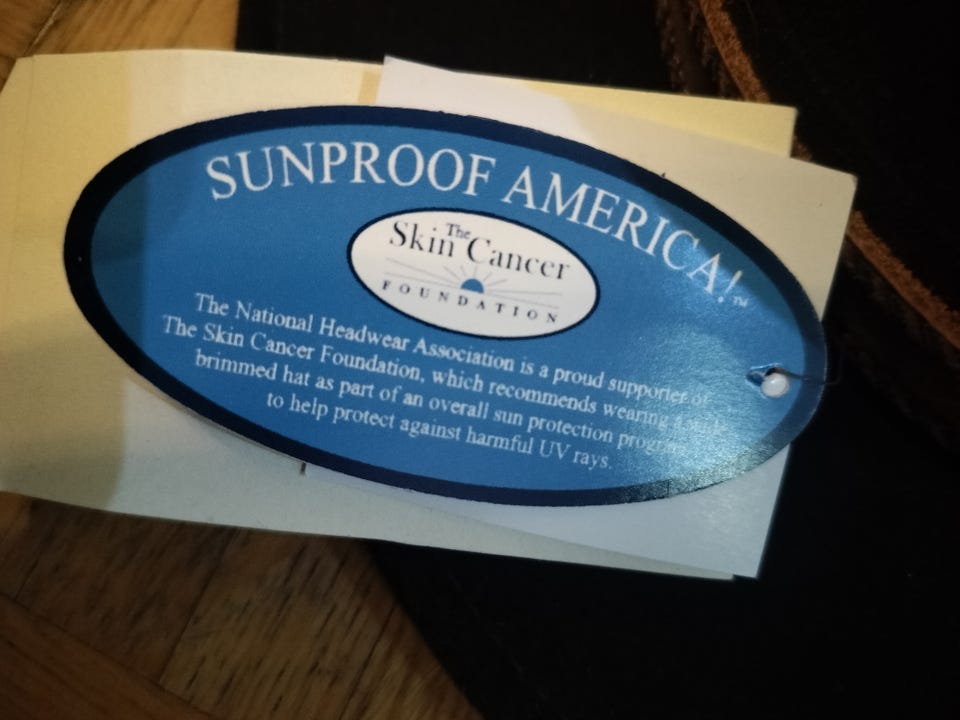 SUNPROOF AMERICA!™
The
Skin Cancer
FOUNDATION
The National Headwear Association is a proud supporter of
The Skin Cancer Foundation, which recommends wearing a wide
brimmed hat as part of an overall sun protection program
to help protect against harmful UV rays.